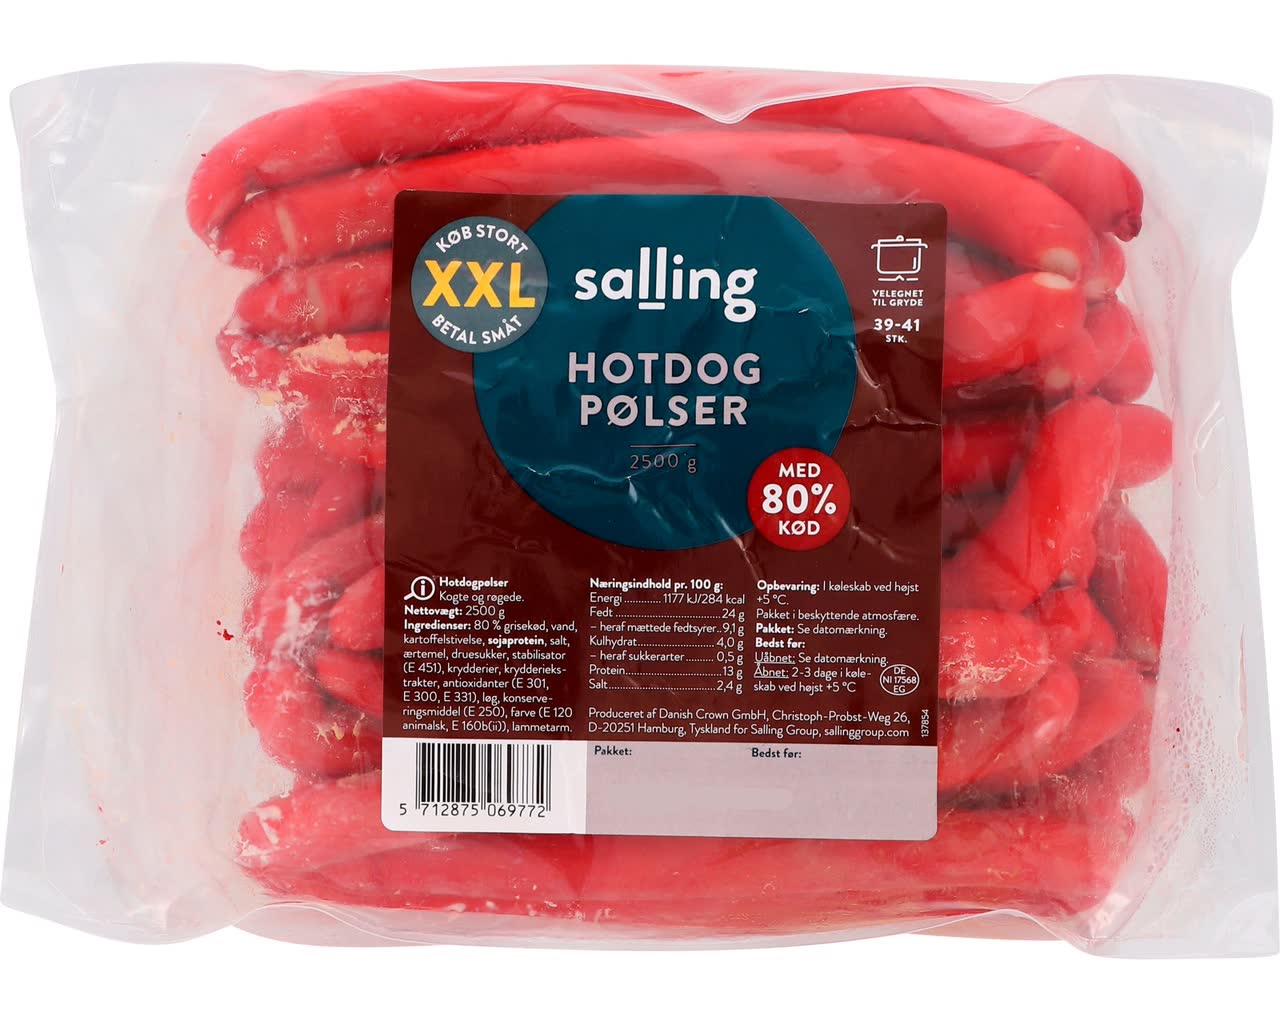 KØB STORT
XXL
BETAL SMÅT
salling
HOTDOG
PØLSER
2500 g
VELEGNET
TIL GRYDE
39-41
STK.
MED
80%
KØD
Hotdogpølser
Kogte og røgede.
Nettovægt: 2500 g
Ingredienser: 80 % grisekød, vand,
kartoffelstivelse, sojaprotein, salt,
ærtemel, druesukker, stabilisator
(E 451), krydderier, krydderieks-
trakter, antioxidanter (E 301,
E 300, E 331), løg, konserve-
ringsmiddel (E 250), farve (E 120
animalsk, E 160b(ii)), lammetarm.
Næringsindhold pr. 100 g:
Energi.............1177 kJ/284 kcal
Fedt.................................24 g
– heraf mættede fedtsyrer..9,1 g
Kulhydrat.........................4,0 g
– heraf sukkerarter...........0,5 g
Protein..............................13 g
Salt...................................2,4 g
Opbevaring: I køleskab ved højst
+5 °C.
Pakket i beskyttende atmosfære.
Pakket: Se datomærkning.
Bedst før:
Uåbnet: Se datomærkning.
Åbnet: 2-3 dage i køle-
skab ved højst +5 °C
DE
NI 17568
EG
Produceret af Danish Crown GmbH, Christoph-Probst-Weg 26,
D-20251 Hamburg, Tyskland for Salling Group, sallinggroup.com
137854
Pakket:
Bedst før:
5 712875 069772